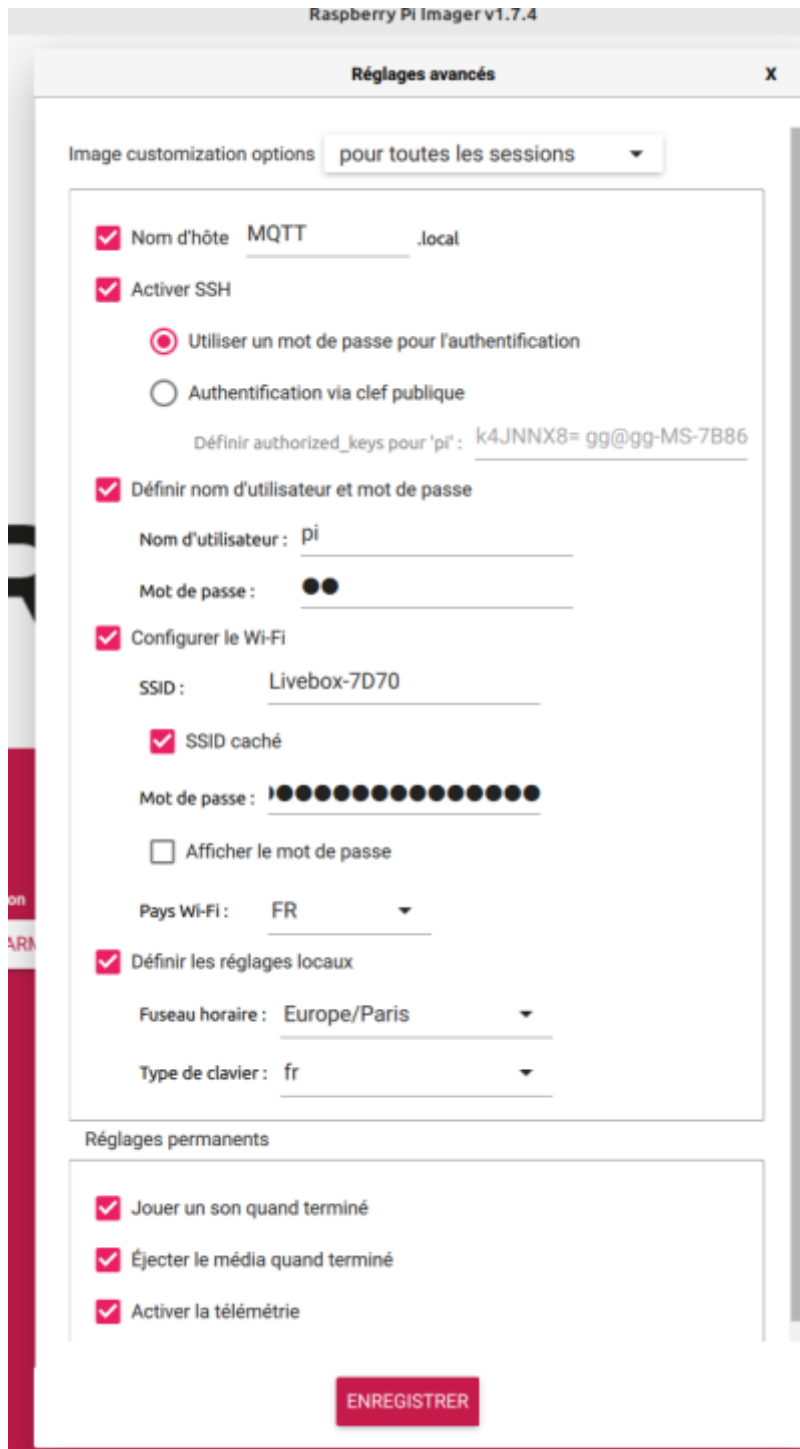 Raspberry Pi Imager v1.7.4
Réglages avancés X
Image customization options pour toutes les sessions
Nom d'hôte MQTT .local
Activer SSH
Utiliser un mot de passe pour l'authentification
Authentification via clef publique
Définir authorized_keys pour 'pi' : k4JNNX8= gg@gg-MS-7B86
Définir nom d'utilisateur et mot de passe
Nom d'utilisateur : pi
Mot de passe : ●●
Configurer le Wi-Fi
SSID : Livebox-7D70
SSID caché
Mot de passe : ●●●●●●●●●●●●●●●
Afficher le mot de passe
on
Pays Wi-Fi : FR
ARM
Définir les réglages locaux
Fuseau horaire : Europe/Paris
Type de clavier : fr
Réglages permanents
Jouer un son quand terminé
Éjecter le média quand terminé
Activer la télémétrie
ENREGISTRER